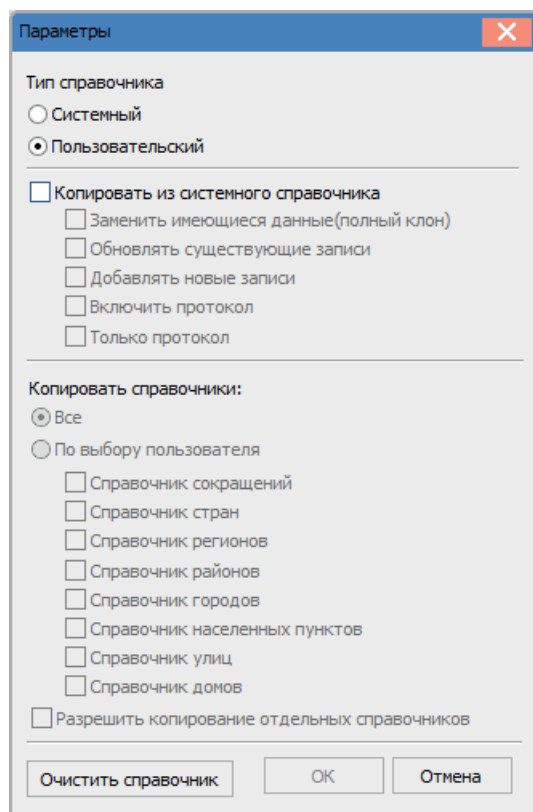 Параметры
Тип справочника
Системный
Пользовательский
Копировать из системного справочника
Заменить имеющиеся данные(полный клон)
Обновлять существующие записи
Добавлять новые записи
Включить протокол
Только протокол
Копировать справочники:
Все
По выбору пользователя
Справочник сокращений
Справочник стран
Справочник регионов
Справочник районов
Справочник городов
Справочник населенных пунктов
Справочник улиц
Справочник домов
Разрешить копирование отдельных справочников
Очистить справочник OK Отмена